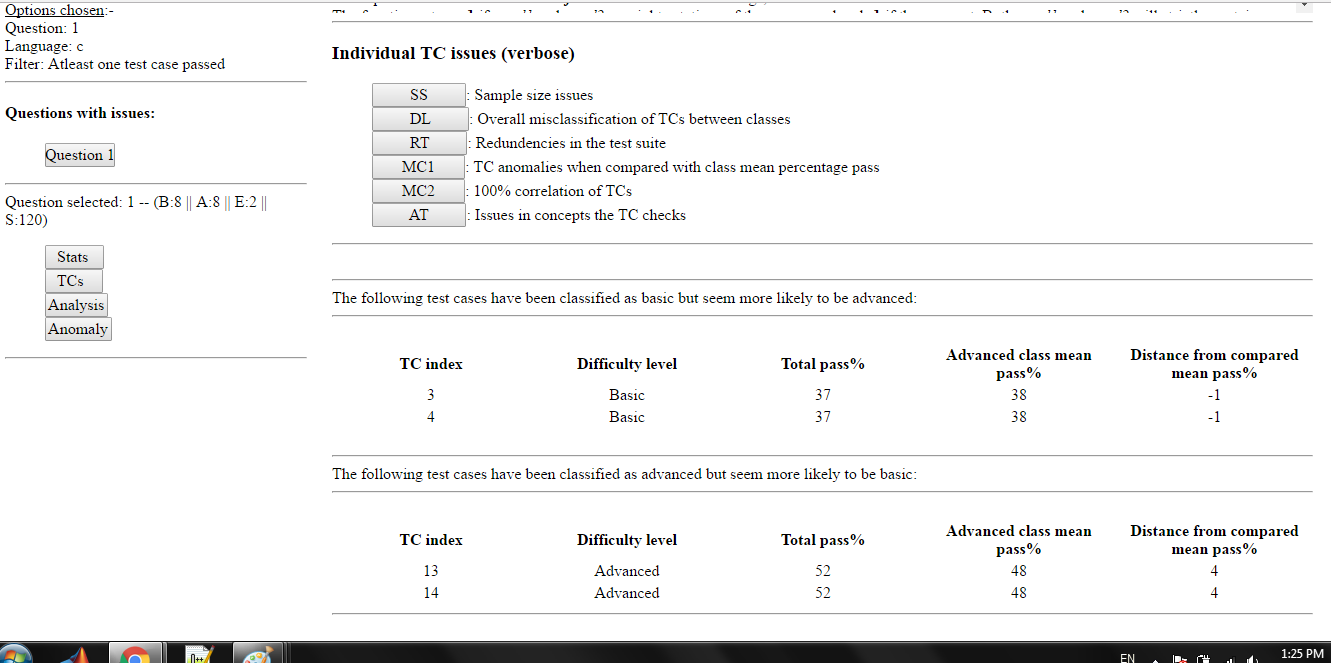 Options chosen:-
Question: 1
Language: c
Filter: Atleast one test case passed
Questions with issues:
Question 1
Question selected: 1 -- (B:8 || A:8 || E:2 ||
S:120)
Stats
TCs
Analysis
Anomaly
Individual TC issues (verbose)
SS : Sample size issues
DL : Overall misclassification of TCs between classes
RT : Redundencies in the test suite
MC1 : TC anomalies when compared with class mean percentage pass
MC2 : 100% correlation of TCs
AT : Issues in concepts the TC checks
The following test cases have been classified as basic but seem more likely to be advanced:
TC index Difficulty level Total pass% Advanced class mean pass% Distance from compared mean pass%
3 Basic 37 38 -1
4 Basic 37 38 -1
The following test cases have been classified as advanced but seem more likely to be basic:
TC index Difficulty level Total pass% Advanced class mean pass% Distance from compared mean pass%
13 Advanced 52 48 4
14 Advanced 52 48 4
EN
1:25 PM